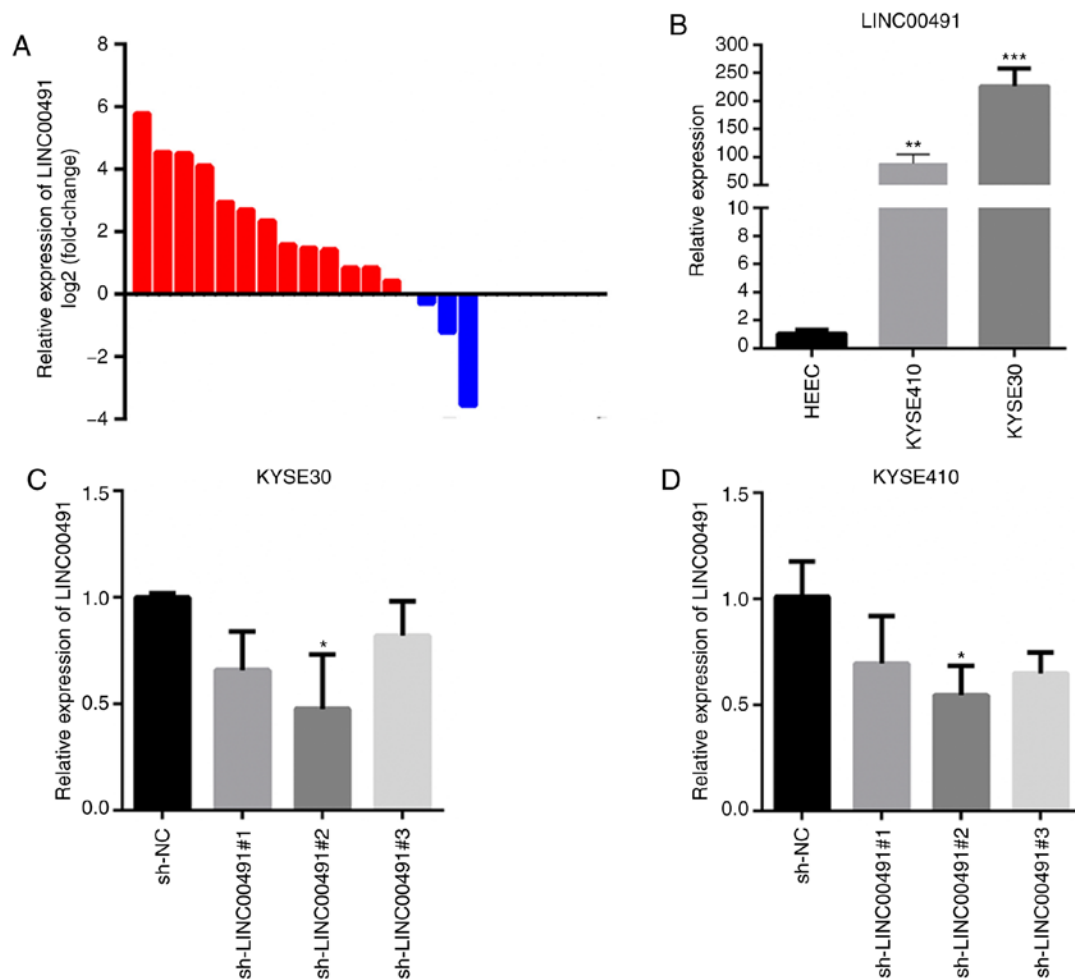 A
Relative expression of LINC00491
log2 (fold-change)
8
6
4
2
0
−2
−4
B
LINC00491
Relative expression
300
250
200
150
100
50
10
8
6
4
2
0
**
***
HEEC
KYSE410
KYSE30
C
KYSE30
Relative expression of LINC00491
1.5
1.0
0.5
0.0
*
sh-NC
sh-LINC00491#1
sh-LINC00491#2
sh-LINC00491#3
D
KYSE410
Relative expression of LINC00491
1.5
1.0
0.5
0.0
*
sh-NC
sh-LINC00491#1
sh-LINC00491#2
sh-LINC00491#3